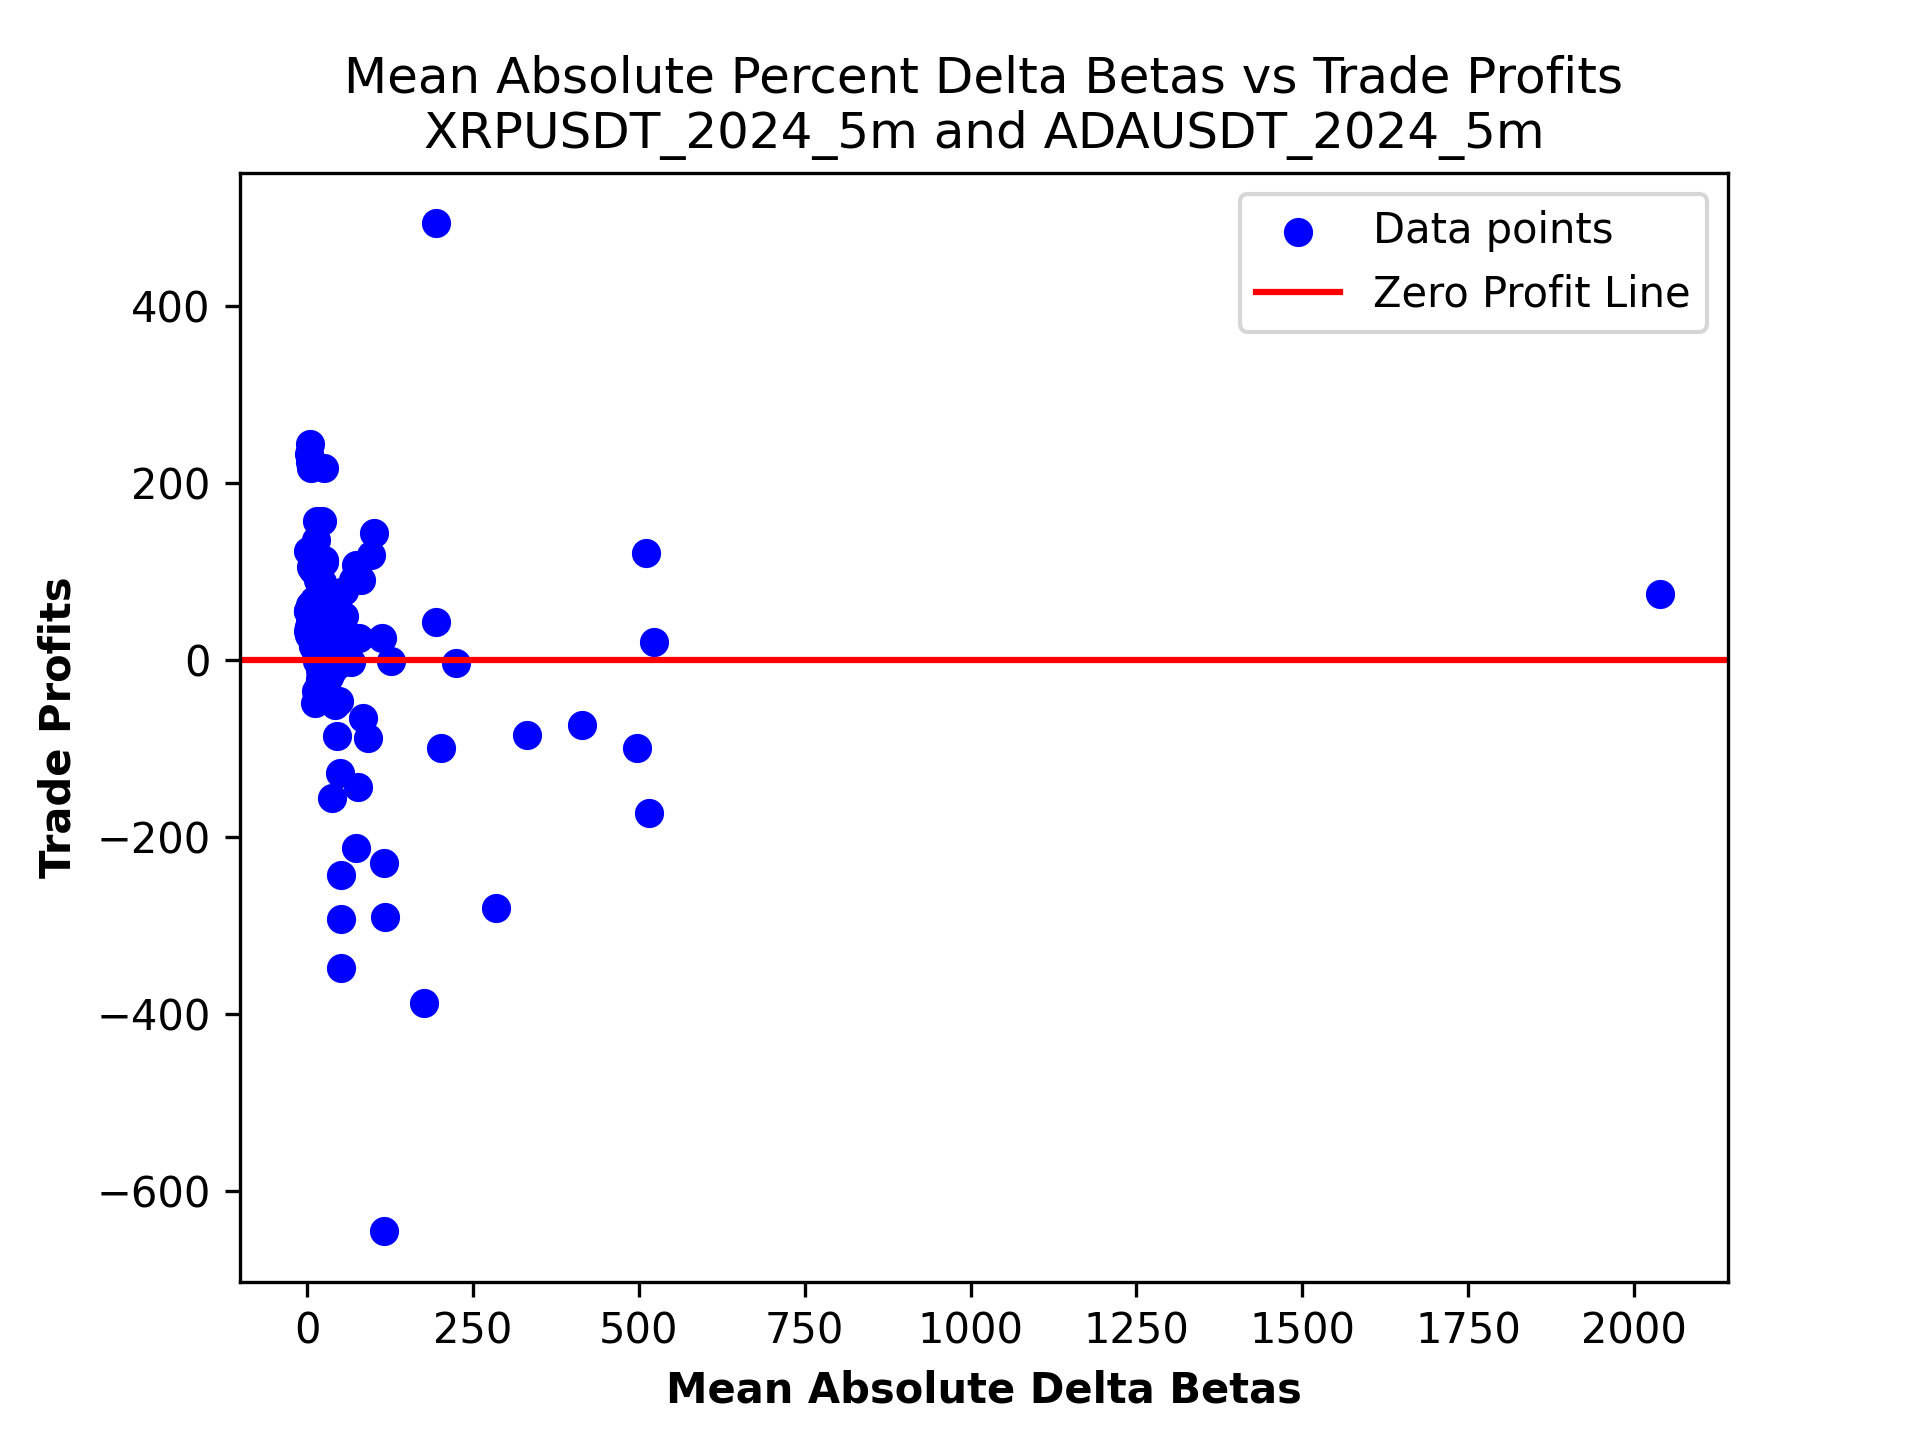 Mean Absolute Percent Delta Betas vs Trade Profits
XRPUSDT_2024_5m and ADAUSDT_2024_5m
Data points
Zero Profit Line
Trade Profits
400
200
0
−200
−400
−600
0 250 500 750 1000 1250 1500 1750 2000
Mean Absolute Delta Betas